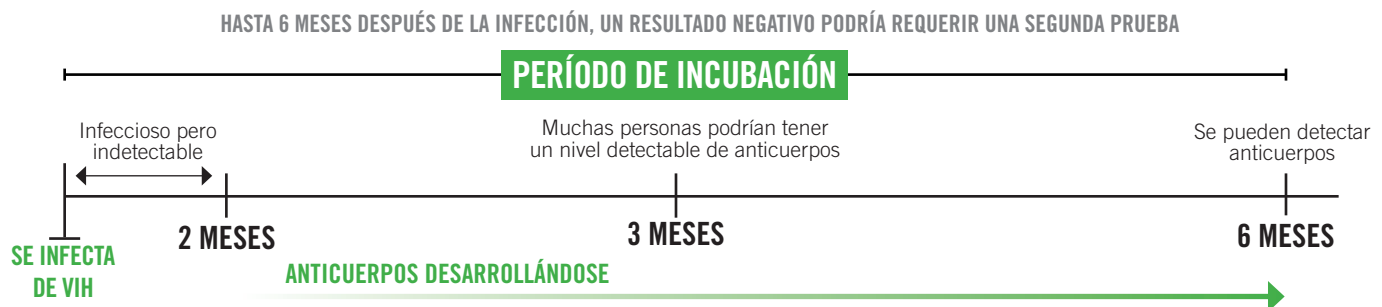 HASTA 6 MESES DESPUÉS DE LA INFECCIÓN, UN RESULTADO NEGATIVO PODRÍA REQUERIR UNA SEGUNDA PRUEBA
PERÍODO DE INCUBACIÓN
Infeccioso pero
indetectable
Muchas personas podrían tener
un nivel detectable de anticuerpos
Se pueden detectar
anticuerpos
2 MESES
3 MESES
6 MESES
SE INFECTA
DE VIH
ANTICUERPOS DESARROLLÁNDOSE